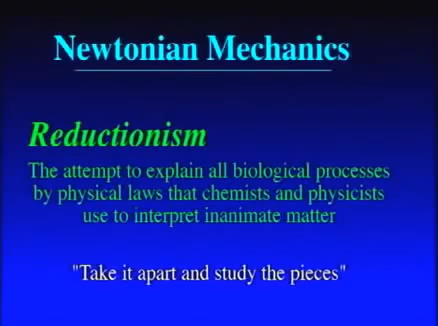 Newtonian Mechanics
Reductionism
The attempt to explain all biological processes
by physical laws that chemists and physicists
use to interpret inanimate matter
"Take it apart and study the pieces"